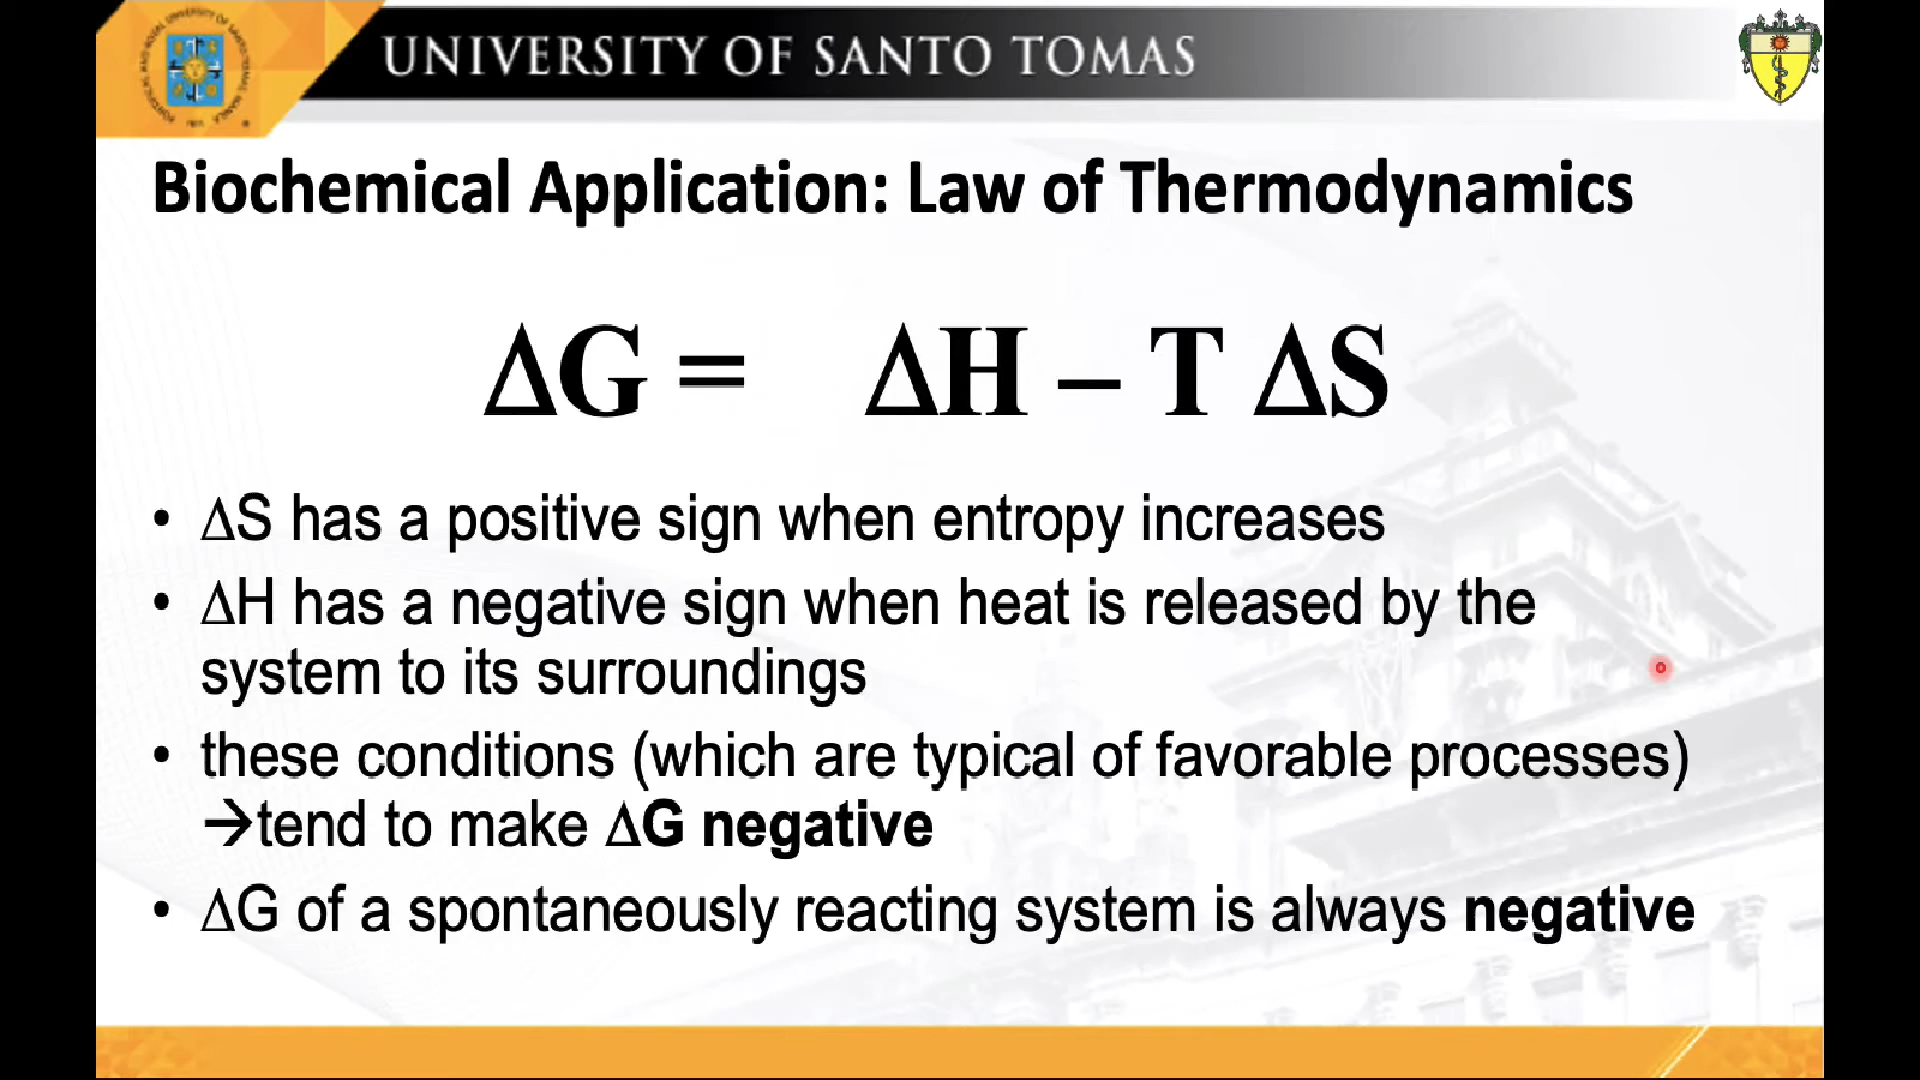 UNIVERSITY OF SANTO TOMAS
Biochemical Application: Law of Thermodynamics
ΔG = ΔH – T ΔS
• ΔS has a positive sign when entropy increases
• ΔH has a negative sign when heat is released by the
system to its surroundings
• these conditions (which are typical of favorable processes)
→tend to make ΔG negative
• ΔG of a spontaneously reacting system is always negative